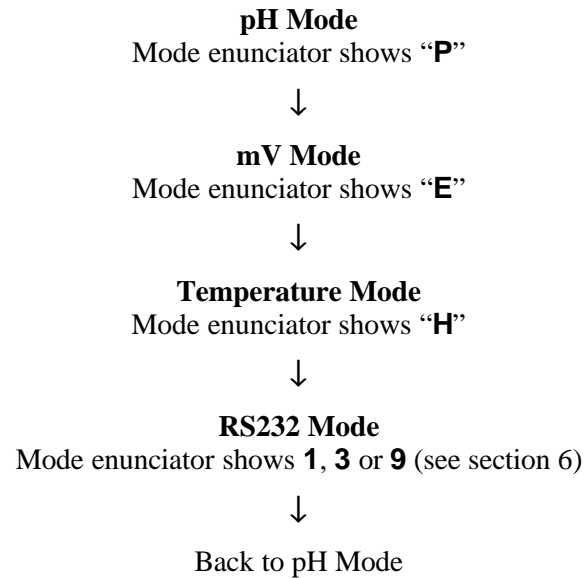 pH Mode
Mode enunciator shows “P”
↓
mV Mode
Mode enunciator shows “E”
↓
Temperature Mode
Mode enunciator shows “H”
↓
RS232 Mode
Mode enunciator shows 1, 3 or 9 (see section 6)
↓
Back to pH Mode